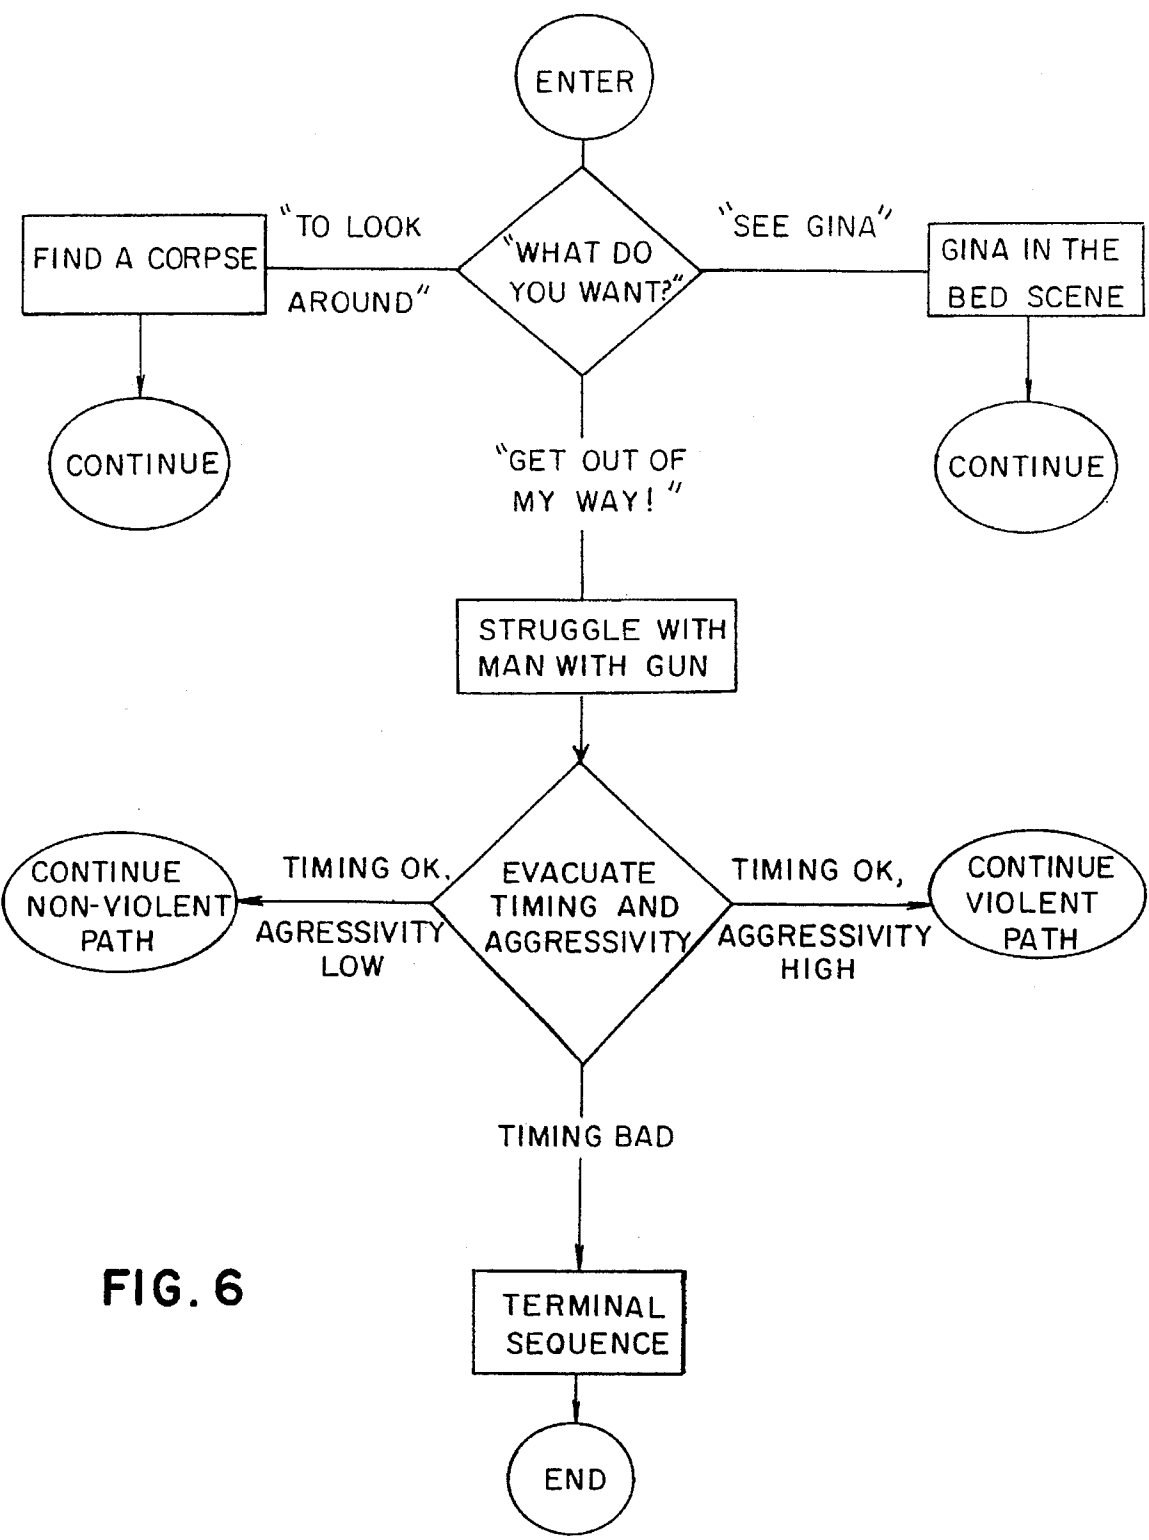 ENTER
"TO LOOK
AROUND"
"SEE GINA"
FIND A CORPSE
"WHAT DO
YOU WANT?"
GINA IN THE
BED SCENE
CONTINUE
CONTINUE
"GET OUT OF
MY WAY!"
STRUGGLE WITH
MAN WITH GUN
CONTINUE
NON-VIOLENT
PATH
TIMING OK,
AGRESSIVITY
LOW
EVACUATE
TIMING AND
AGGRESSIVITY
TIMING OK,
AGGRESSIVITY
HIGH
CONTINUE
VIOLENT
PATH
TIMING BAD
TERMINAL
SEQUENCE
END
FIG. 6